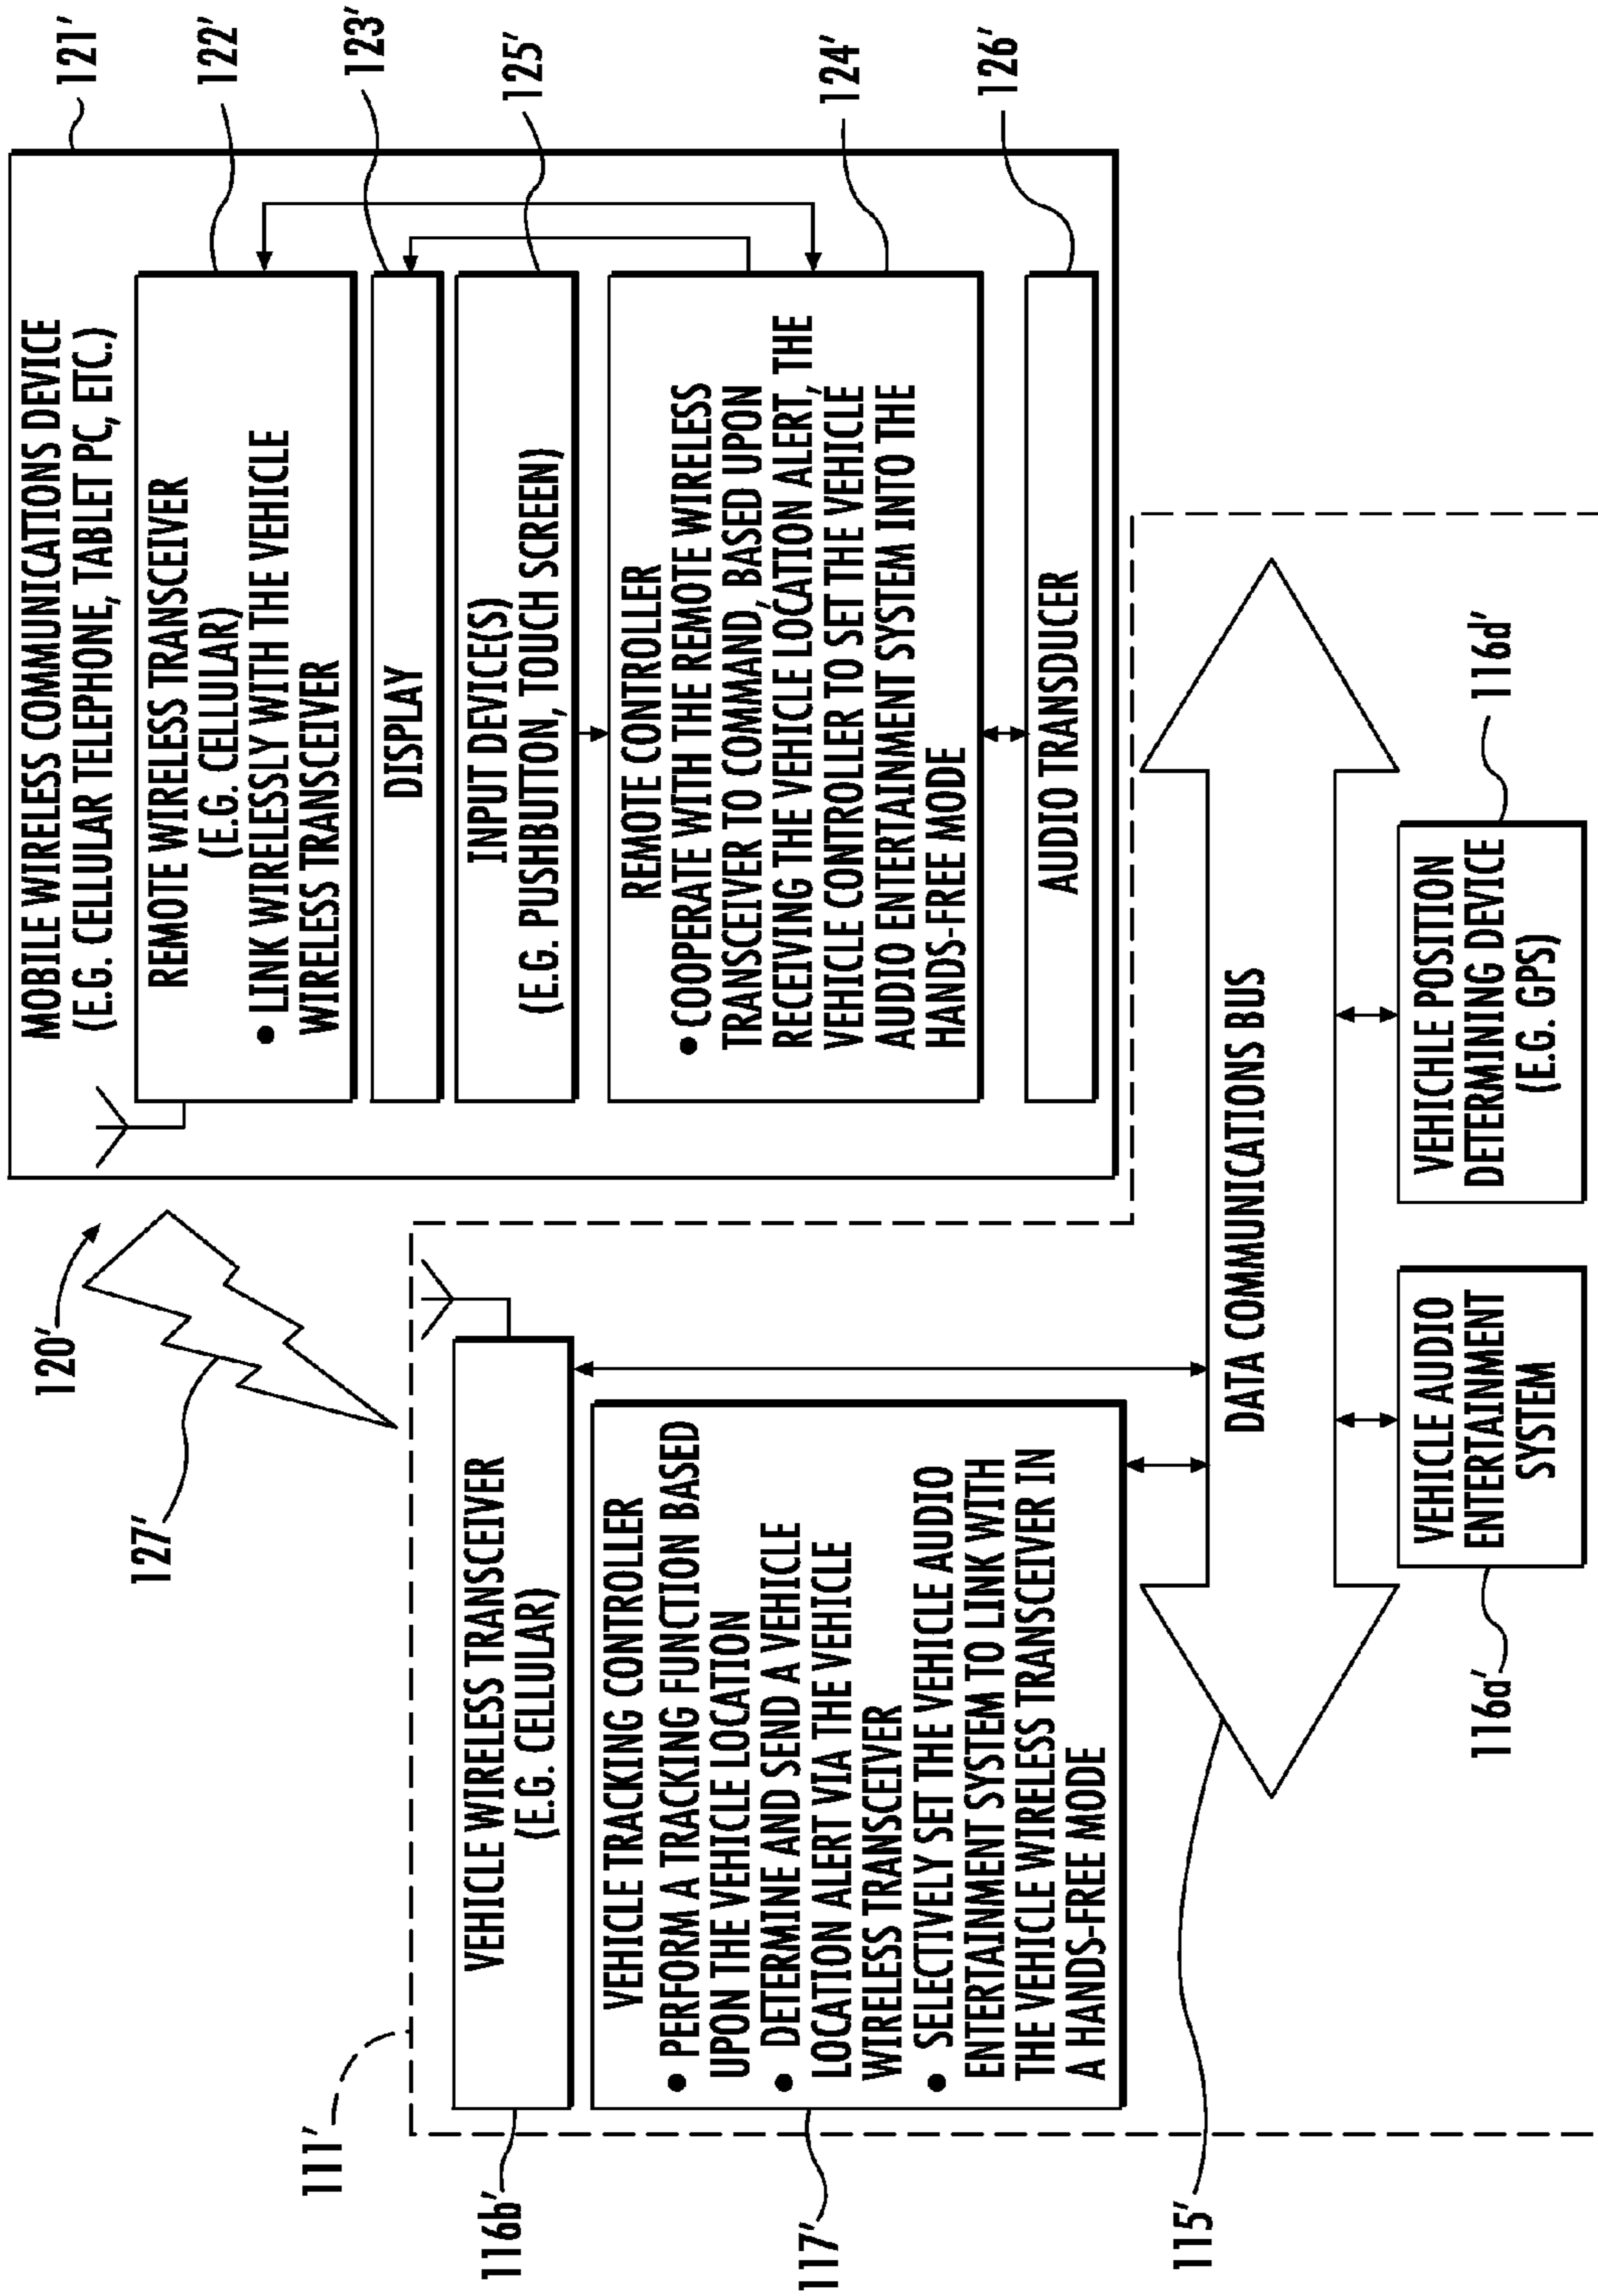 120′
127′
111′
116b′
117′
115′
116a′
116d′
121′
122′
123′
125′
124′
126′
MOBILE WIRELESS COMMUNICATIONS DEVICE
(E.G. CELLULAR TELEPHONE, TABLET PC, ETC.)
REMOTE WIRELESS TRANSCEIVER
(E.G. CELLULAR)
• LINK WIRELESSLY WITH THE VEHICLE
WIRELESS TRANSCEIVER
DISPLAY
INPUT DEVICE(S)
(E.G. PUSHBUTTON, TOUCH SCREEN)
REMOTE CONTROLLER
• COOPERATE WITH THE REMOTE WIRELESS
TRANSCEIVER TO COMMAND, BASED UPON
RECEIVING THE VEHICLE LOCATION ALERT, THE
VEHICLE CONTROLLER TO SET THE VEHICLE
AUDIO ENTERTAINMENT SYSTEM INTO THE
HANDS-FREE MODE
AUDIO TRANSDUCER
VEHICLE WIRELESS TRANSCEIVER
(E.G. CELLULAR)
VEHICLE TRACKING CONTROLLER
• PERFORM A TRACKING FUNCTION BASED
UPON THE VEHICLE LOCATION
• DETERMINE AND SEND A VEHICLE
LOCATION ALERT VIA THE VEHICLE
WIRELESS TRANSCEIVER
• SELECTIVELY SET THE VEHICLE AUDIO
ENTERTAINMENT SYSTEM TO LINK WITH
THE VEHICLE WIRELESS TRANSCEIVER IN
A HANDS-FREE MODE
DATA COMMUNICATIONS BUS
VEHICLE AUDIO
ENTERTAINMENT
SYSTEM
VEHICHLE POSITION
DETERMINING DEVICE
(E.G. GPS)